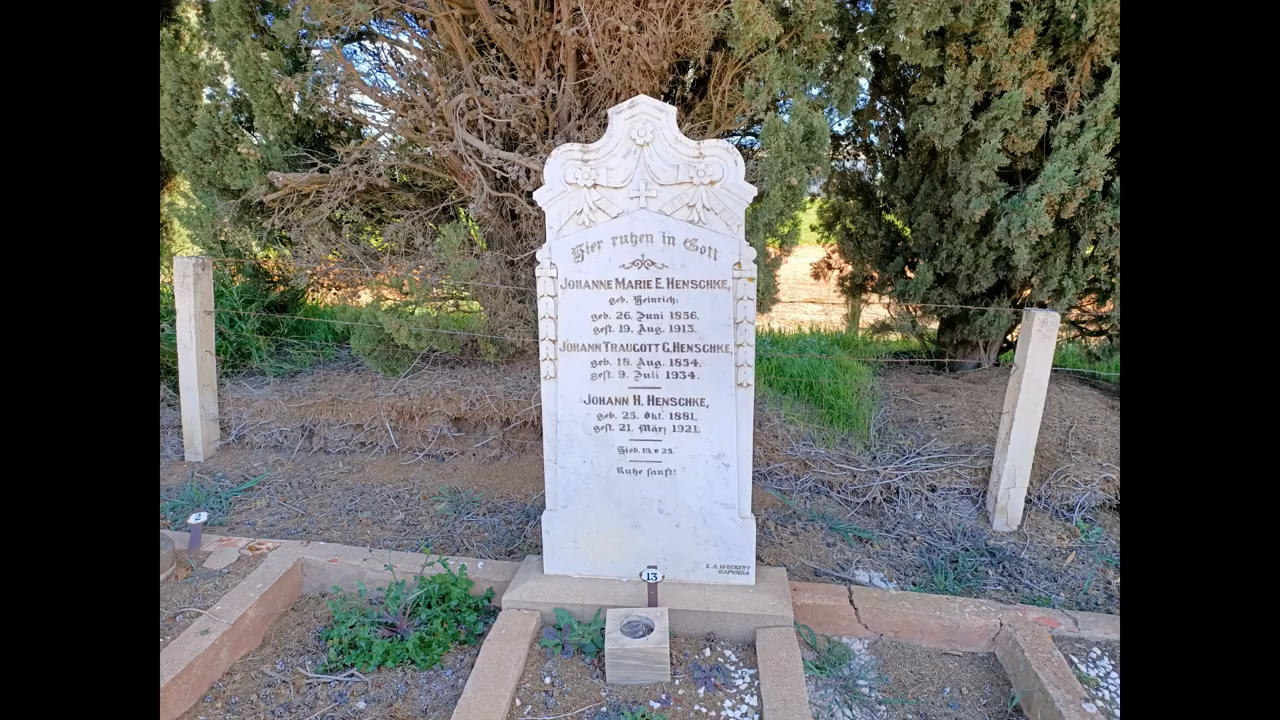 Hier ruhen in Gott
JOHANNE MARIE E. HENSCHKE,
geb. Heinrich:
geb. 26. Juni 1856,
gest. 19. Aug. 1913.
JOHANN TRAUGOTT G. HENSCHKE,
geb. 18. Aug. 1854.
gest. 9. Juli 1934.
JOHANN H. HENSCHKE,
geb. 25. Okt. 1881,
gest. 21. März 1921.
Hiob. 19. v 25.
Ruhe sanft!
E.A. WECKERT
KAPUNDA
2
13